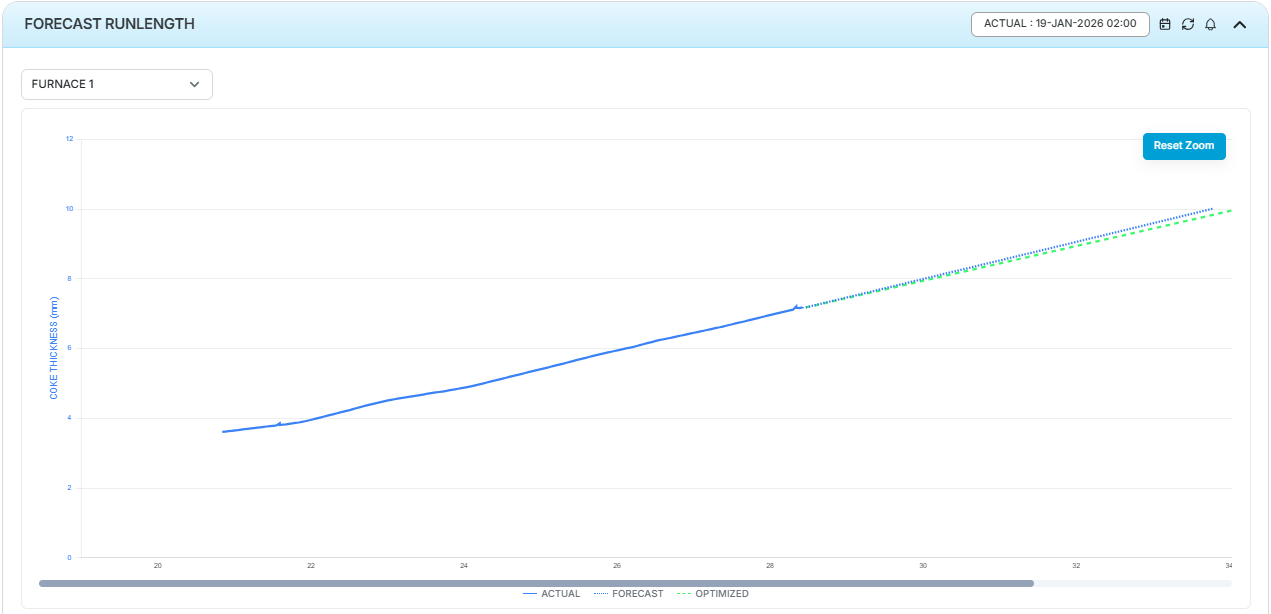 FORECAST RUNLENGTH
ACTUAL : 19-JAN-2026 02:00
FURNACE 1
Reset Zoom
COKE THICKNESS (mm)
12
10
8
6
4
2
0
20 22 24 26 28 30 32 34
ACTUAL FORECAST OPTIMIZED